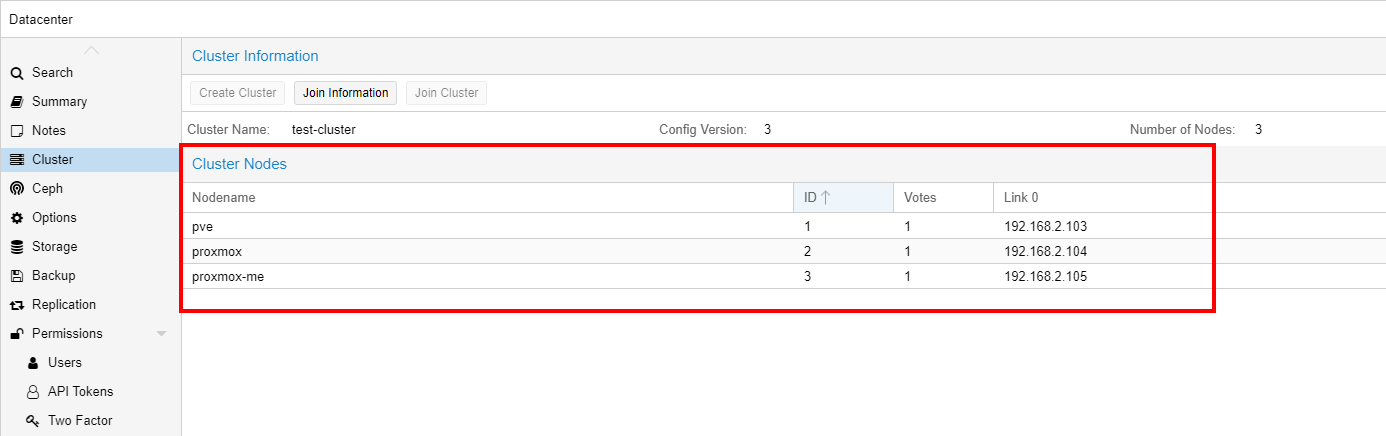 Datacenter
Search
Summary
Notes
Cluster
Ceph
Options
Storage
Backup
Replication
Permissions
Users
API Tokens
Two Factor
Cluster Information
Create Cluster Join Information Join Cluster
Cluster Name: test-cluster Config Version: 3 Number of Nodes: 3
Cluster Nodes
Nodename ID Votes Link 0
pve 1 1 192.168.2.103
proxmox 2 1 192.168.2.104
proxmox-me 3 1 192.168.2.105